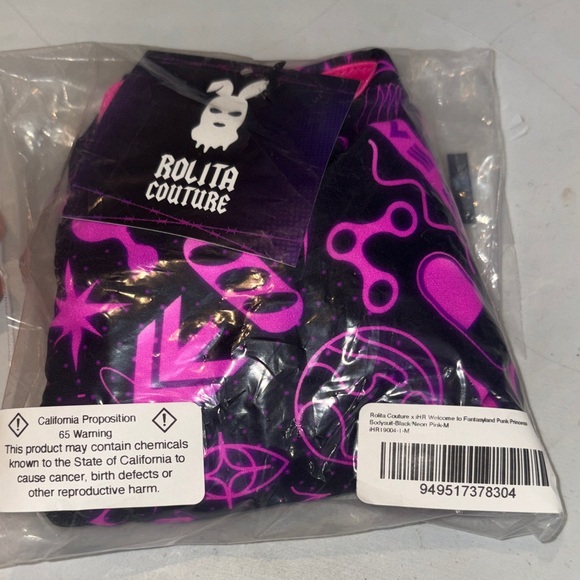 ROLITA
COUTURE
California Proposition
65 Warning
This product may contain chemicals
known to the State of California to
cause cancer, birth defects or
other reproductive harm.
Rolita Couture x iHR Welcome to Fantasyland Punk Princess
Bodysuit-Black/Neon Pink-M
iHR19004-1-M
949517378304